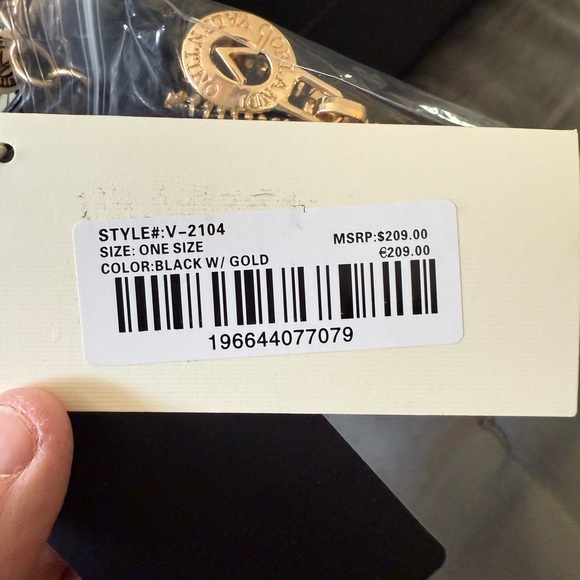 STYLE#:V-2104
SIZE: ONE SIZE
COLOR:BLACK W/ GOLD
MSRP:$209.00
€209.00
196644077079